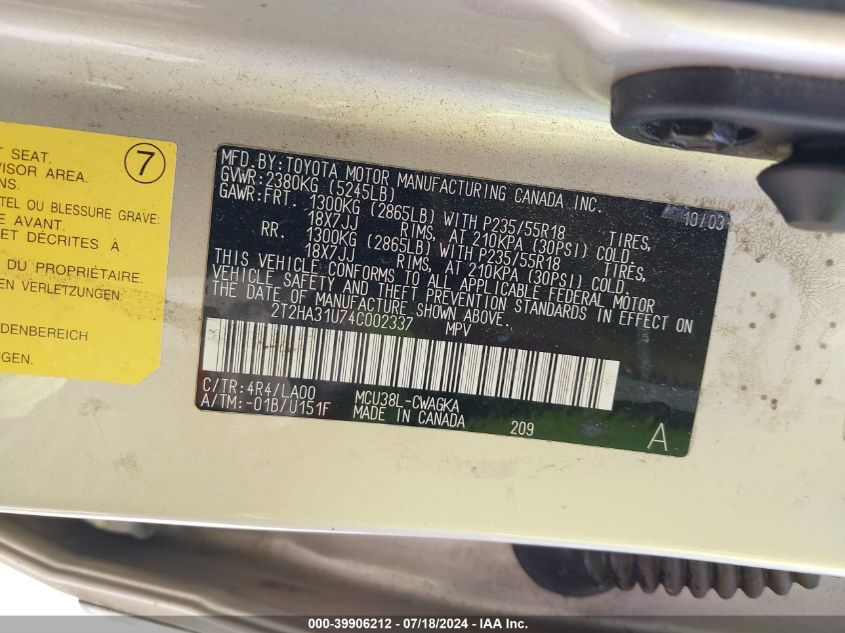 T SEAT.
VISOR AREA.
NS.
TEL OU BLESSURE GRAVE:
E AVANT.
NT DÉCRITES À
DU PROPRIÉTAIRE.
EN VERLETZUNGEN:
DENBEREICH
UGEN.
7
MFD.BY:TOYOTA MOTOR MANUFACTURING CANADA INC.
10/03
GVWR:2380KG (5245LB)
GAWR:FRT. 1300KG (2865LB) WITH P235/55R18 TIRES,
18X7JJ RIMS, AT 210KPA (30PSI) COLD.
RR. 1300KG (2865LB) WITH P235/55R18 TIRES,
18X7JJ RIMS, AT 210KPA (30PSI) COLD.
THIS VEHICLE CONFORMS TO ALL APPLICABLE FEDERAL MOTOR
VEHICLE SAFETY AND THEFT PREVENTION STANDARDS IN EFFECT ON
THE DATE OF MANUFACTURE SHOWN ABOVE.
2T2HA31U74C002337 MPV
C/TR:4R4/LA00 MCU38L-CWAGKA
A/TM:-01B/U151F MADE IN CANADA 209 A
000-39906212 - 07/18/2024 - IAA Inc.